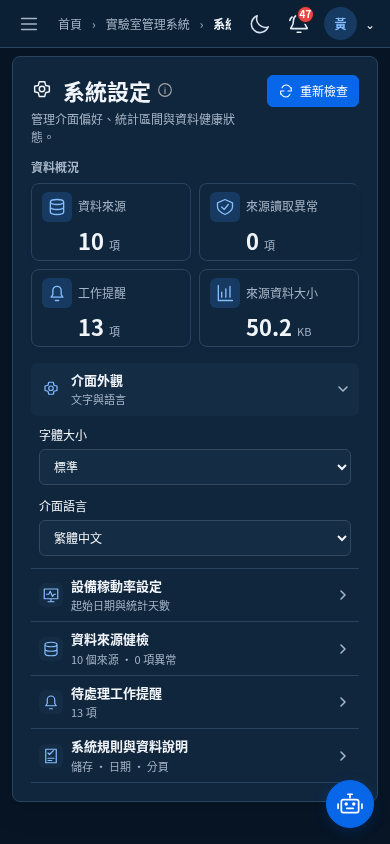 首頁 › 實驗室管理系統 › 系統
47
黃
系統設定
重新檢查
管理介面偏好、統計區間與資料健康狀
態。
資料概況
資料來源
10 項
來源讀取異常
0 項
工作提醒
13 項
來源資料大小
50.2 KB
介面外觀
文字與語言
字體大小
標準
介面語言
繁體中文
設備稼動率設定
起始日期與統計天數
資料來源健檢
10 個來源 · 0 項異常
待處理工作提醒
13 項
系統規則與資料說明
儲存 · 日期 · 分頁